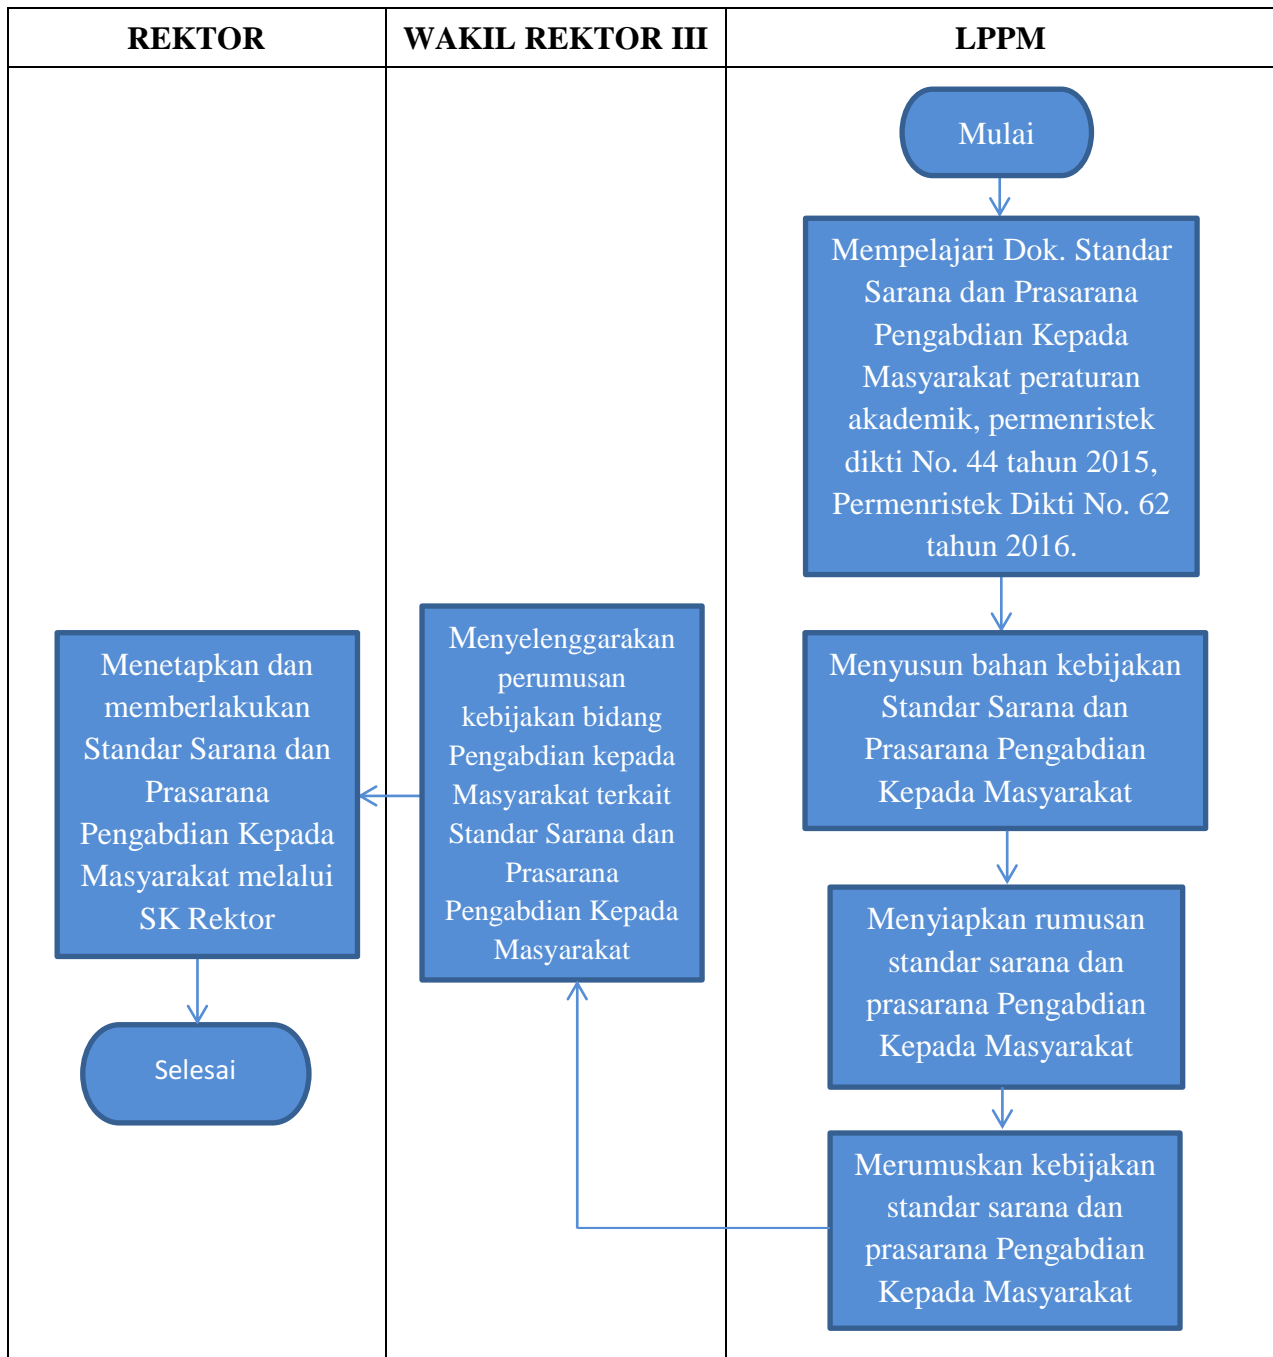 REKTOR
WAKIL REKTOR III
LPPM
Mulai
Mempelajari Dok. Standar
Sarana dan Prasarana
Pengabdian Kepada
Masyarakat peraturan
akademik, permenristek
dikti No. 44 tahun 2015,
Permenristek Dikti No. 62
tahun 2016.
Menyusun bahan kebijakan
Standar Sarana dan
Prasarana Pengabdian
Kepada Masyarakat
Menyiapkan rumusan
standar sarana dan
prasarana Pengabdian
Kepada Masyarakat
Merumuskan kebijakan
standar sarana dan
prasarana Pengabdian
Kepada Masyarakat
Menyelenggarakan
perumusan
kebijakan bidang
Pengabdian kepada
Masyarakat terkait
Standar Sarana dan
Prasarana
Pengabdian Kepada
Masyarakat
Menetapkan dan
memberlakukan
Standar Sarana dan
Prasarana
Pengabdian Kepada
Masyarakat melalui
SK Rektor
Selesai